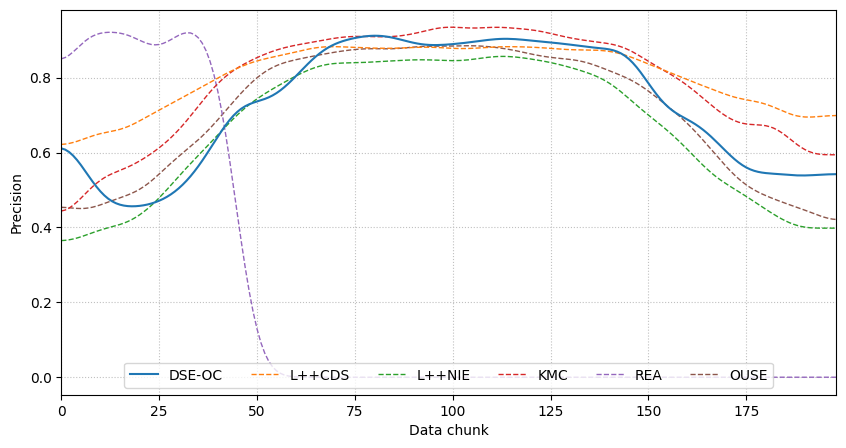 Precision
0.8
0.6
0.4
0.2
0.0
DSE-OC L++CDS L++NIE KMC REA OUSE
0 25 50 75 100 125 150 175
Data chunk